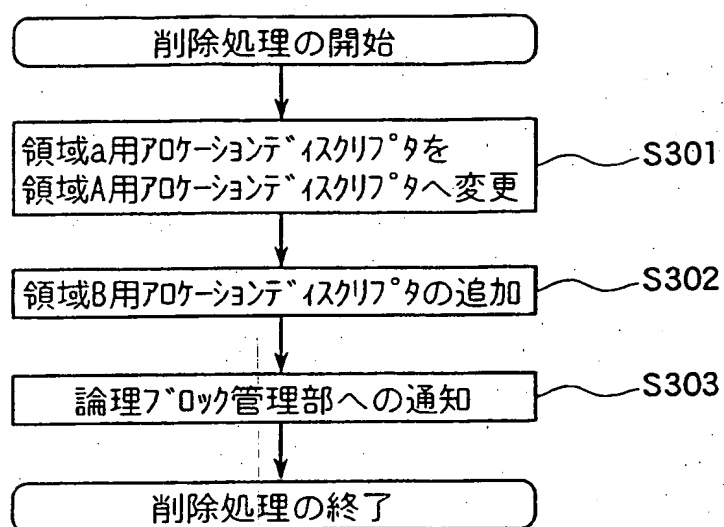 削除処理の開始
領域a用ｱﾛｹｰｼｮﾝﾃﾞｨｽｸﾘﾌﾟﾀを
領域A用ｱﾛｹｰｼｮﾝﾃﾞｨｽｸﾘﾌﾟﾀへ変更
S301
領域B用ｱﾛｹｰｼｮﾝﾃﾞｨｽｸﾘﾌﾟﾀの追加
S302
論理ﾌﾞﾛｯｸ管理部への通知
S303
削除処理の終了